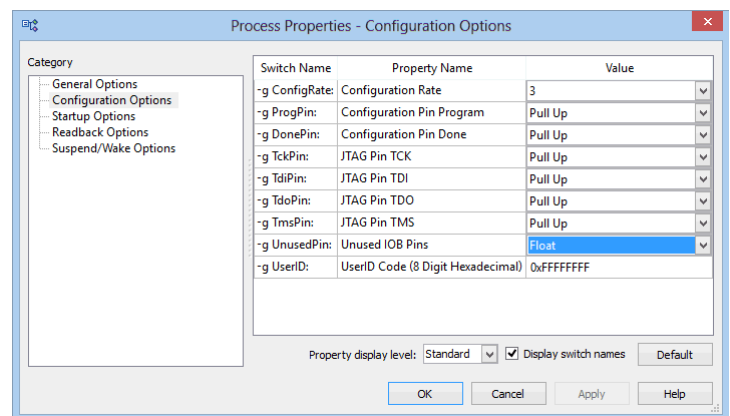 Process Properties - Configuration Options
Category
General Options
Configuration Options
Startup Options
Readback Options
Suspend/Wake Options
Switch Name Property Name Value
-g ConfigRate: Configuration Rate 3
-g ProgPin: Configuration Pin Program Pull Up
-g DonePin: Configuration Pin Done Pull Up
-g TckPin: JTAG Pin TCK Pull Up
-g TdiPin: JTAG Pin TDI Pull Up
-g TdoPin: JTAG Pin TDO Pull Up
-g TmsPin: JTAG Pin TMS Pull Up
-g UnusedPin: Unused IOB Pins Float
-g UserID: UserID Code (8 Digit Hexadecimal) 0xFFFFFFFF
Property display level: Standard Display switch names Default
OK Cancel Apply Help